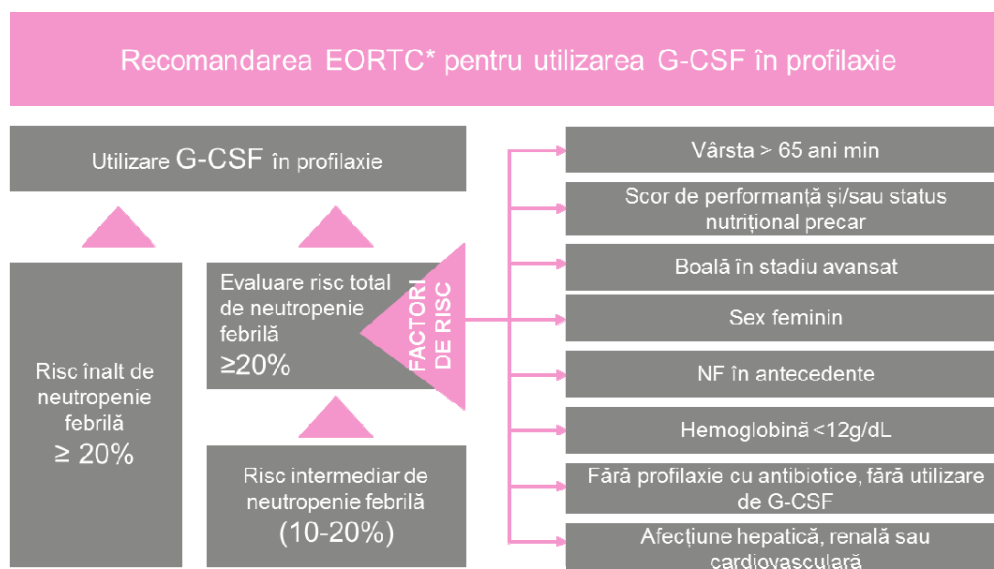 Recomandarea EORTC* pentru utilizarea G-CSF în profilaxie
Utilizare G-CSF în profilaxie
Risc înalt de
neutropenie
febrilă
≥ 20%
Evaluare risc total
de neutropenie
febrilă
≥20%
Risc intermediar de
neutropenie febrilă
(10-20%)
FACTORI
DE RISC
Vârsta > 65 ani min
Scor de performanță și/sau status
nutrițional precar
Boală în stadiu avansat
Sex feminin
NF în antecedente
Hemoglobină <12g/dL
Fără profilaxie cu antibiotice, fără utilizare
de G-CSF
Afecțiune hepatică, renală sau
cardiovasculară